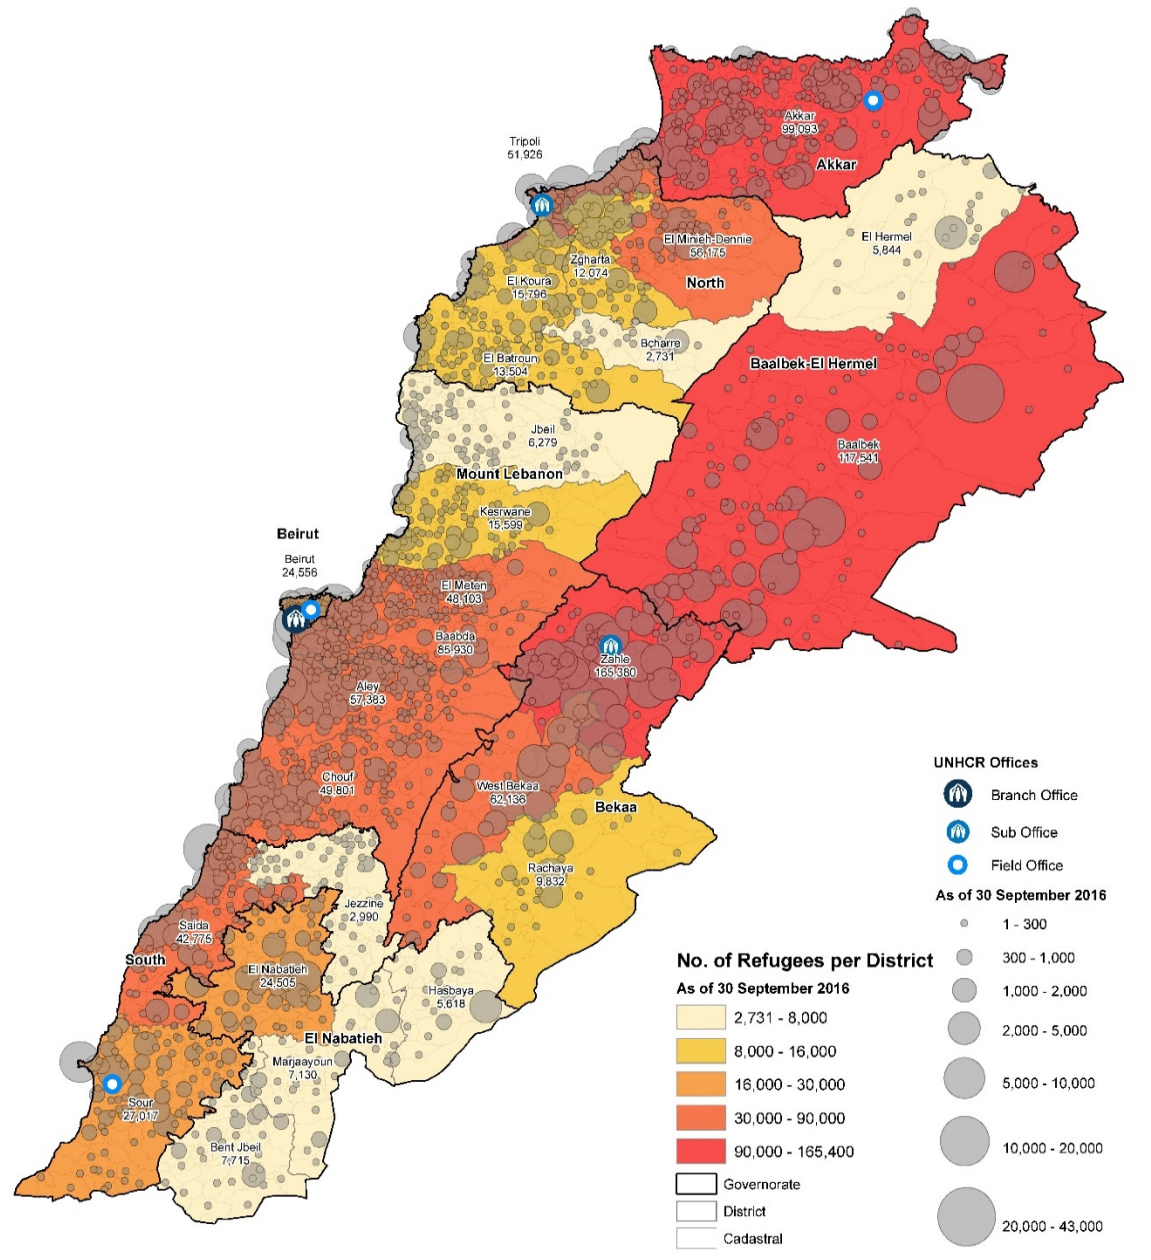 Akkar
99,093
Akkar
Tripoli
51,926
El Hermel
5,844
El Minieh-Dennie
56,175
Zgharta
12,074
North
El Koura
15,796
Bcharre
2,731
El Batroun
13,504
Baalbek-El Hermel
Jbeil
6,279
Baalbek
117,541
Mount Lebanon
Kesrwane
15,599
Beirut
Beirut
24,556
El Meten
48,103
Baabda
85,930
Zahle
165,380
Aley
57,383
Chouf
49,801
West Bekaa
62,136
Bekaa
Rachaya
9,832
Jezzine
2,990
Saida
42,775
South
El Nabatieh
24,505
Hasbaya
5,618
El Nabatieh
Marjaayoun
7,130
Sour
27,017
Bent Jbeil
7,715
UNHCR Offices
Branch Office
Sub Office
Field Office
As of 30 September 2016
1 - 300
300 - 1,000
1,000 - 2,000
2,000 - 5,000
5,000 - 10,000
10,000 - 20,000
20,000 - 43,000
No. of Refugees per District
As of 30 September 2016
2,731 - 8,000
8,000 - 16,000
16,000 - 30,000
30,000 - 90,000
90,000 - 165,400
Governorate
District
Cadastral